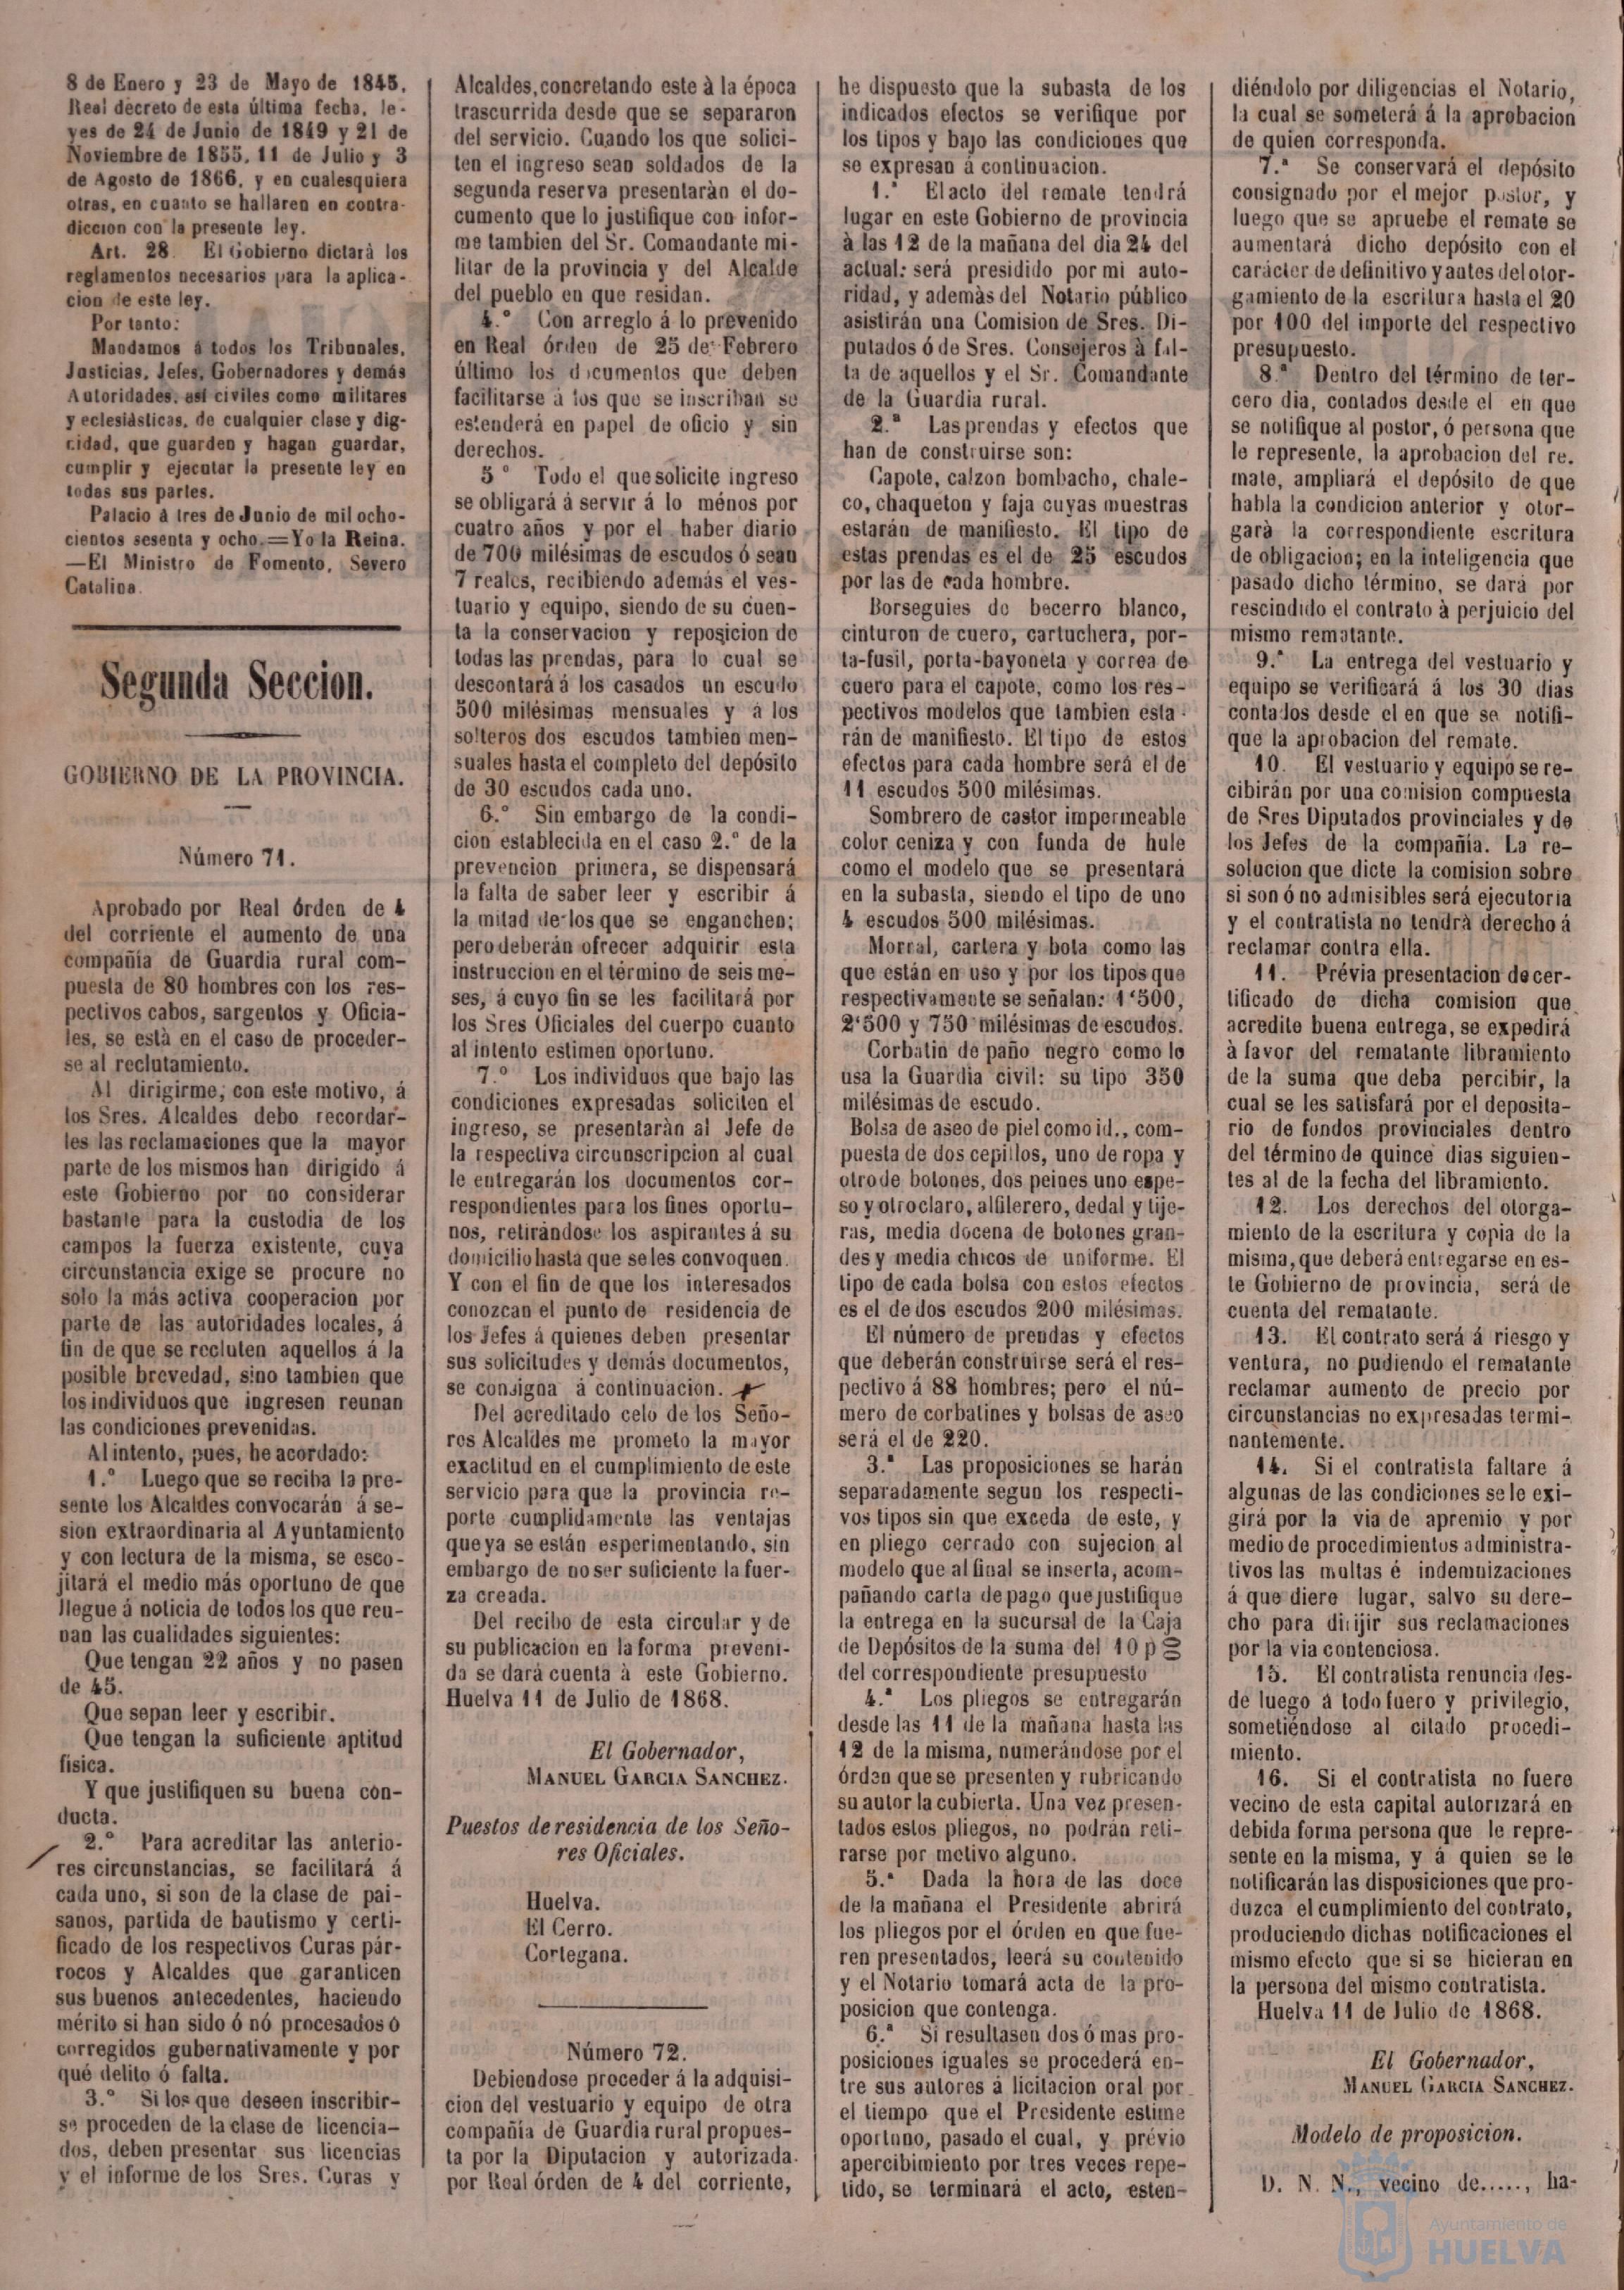 8 de Enero y 23 de Mayo de 1845,
Real decreto de esta última fecha, le-
yes de 24 de Junio de 1849 y 21 de
Noviembre de 1855, 11 de Julio y 3
de Agosto de 1866, y en cualesquiera
otras, en cuanto se hallaren en contra-
diccion con la presente ley.
Art. 28. El Gobierno dictarà los
reglamentos necesarios para la aplica-
cion de este ley.
Por tanto:
Mandamos á todos los Tribunales,
Justicias, Jefes, Gobernadores y demás
Autoridades, así civiles como militares
y eclesiásticas, de cualquier clase y dig-
nidad, que guarden y hagan guardar,
cumplir y ejecutar la presente ley en
todas sus partes.
Palacio à tres de Junio de mil ocho-
cientos sesenta y ocho.=Yo la Reina.
—El Ministro de Fomento, Severo
Catalina.
Segunda Seccion.
GOBIERNO DE LA PROVINCIA.
Número 71.
Aprobado por Real órden de 4
del corriente el aumento de una
compañía de Guardia rural com-
puesta de 80 hombres con los res-
pectivos cabos, sargentos y Oficia-
les, se està en el caso de proceder-
se al reclutamiento.
Al dirigirme, con este motivo, á
los Sres. Alcaldes debo recordar-
les las reclamaciones que la mayor
parte de los mismos han dirigido á
este Gobierno por no considerar
bastante para la custodia de los
campos la fuerza existente, cuya
circunstancia exige se procure no
solo la más activa cooperacion por
parte de las autoridades locales, á
fin de que se recluten aquellos á la
posible brevedad, sino tambien que
los individuos que ingresen reunan
las condiciones prevenidas.
Al intento, pues, he acordado:
1.º Luego que se reciba la pre-
sente los Alcaldes convocarán á se-
sion extraordinaria al Ayuntamiento
y con lectura de la misma, se esco-
jitará el medio más oportuno de que
llegue á noticia de todos los que reu-
nan las cualidades siguientes:
Que tengan 22 años y no pasen
de 45.
Que sepan leer y escribir.
Que tengan la suficiente aptitud
física.
Y que justifiquen su buena con-
ducta.
2.º Para acreditar las anterio-
res circunstancias, se facilitará á
cada uno, si son de la clase de pai-
sanos, partida de bautismo y certi-
ficado de los respectivos Curas pár-
rocos y Alcaldes que garanticen
sus buenos antecedentes, haciendo
mérito si han sido ó nó procesados ó
corregidos gubernativamente y por
qué delito ó falta.
3.º Si los que deseen inscribir-
se proceden de la clase de licencia-
dos, deben presentar sus licencias
y el informe de los Sres. Curas y
Alcaldes, concretando este à la época
trascurrida desde que se separaron
del servicio. Cuando los que solici-
ten el ingreso sean soldados de la
segunda reserva presentaràn el do-
cumento que lo justifique con infor-
me tambien del Sr. Comandante mi-
litar de la provincia y del Alcalde
del pueblo en que residan.
4.º Con arreglo á lo prevenido
en Real órden de 25 de Febrero
último los documentos que deben
facilitarse á los que se inscriban se
estenderá en papel de oficio y sin
derechos.
5º Todo el que solicite ingreso
se obligará á servir á lo ménos por
cuatro años y por el haber diario
de 700 milésimas de escudos ó sean
7 reales, recibiendo además el ves-
tuario y equipo, siendo de su cuen-
ta la conservacion y reposicion de
todas las prendas, para lo cual se
descontará á los casados un escudo
500 milésimas mensuales y á los
solteros dos escudos tambien men-
suales hasta el completo del depósito
de 30 escudos cada uno.
6.º Sin embargo de la condi-
cion establecida en el caso 2.º de la
prevencion primera, se dispensará
la falta de saber leer y escribir á
la mitad de los que se enganchen;
pero deberán ofrecer adquirir esta
instruccion en el término de seis me-
ses, á cuyo fin se les facilitará por
los Sres Oficiales del cuerpo cuanto
al intento estimen oportuno.
7.º Los individuos que bajo las
condiciones expresadas soliciten el
ingreso, se presentaràn al Jefe de
la respectiva circunscripcion al cual
le entregarán los documentos cor-
respondientes para los fines oportu-
nos, retirándose los aspirantes á su
domicilio hasta que se les convoquen.
Y con el fin de que los interesados
conozcan el punto de residencia de
los Jefes á quienes deben presentar
sus solicitudes y demás documentos,
se consigna á continuacion.
Del acreditado celo de los Seño-
res Alcaldes me prometo la mayor
exactitud en el cumplimiento de este
servicio para que la provincia re-
porte cumplidamente las ventajas
que ya se están esperimentando, sin
embargo de no ser suficiente la fuer-
za creada.
Del recibo de esta circular y de
su publicacion en la forma preveni-
da se dará cuenta à este Gobierno.
Huelva 11 de Julio de 1868.
El Gobernador,
MANUEL GARCIA SANCHEZ.
Puestos de residencia de los Seño-
res Oficiales.
Huelva.
El Cerro.
Cortegana.
Número 72.
Debiendose proceder á la adquisi-
cion del vestuario y equipo de otra
compañía de Guardia rural propues-
ta por la Diputacion y autorizada
por Real órden de 4 del corriente,
he dispuesto que la subasta de los
indicados efectos se verifique por
los tipos y bajo las condiciones que
se expresan á continuacion.
1.ª El acto del remate tendrá
lugar en este Gobierno de provincia
à las 12 de la mañana del dia 24 del
actual: será presidido por mi auto-
ridad, y ademàs del Notario público
asistirán una Comision de Sres. Di-
putados ó de Sres. Consejeros à fal-
ta de aquellos y el Sr. Comandante
de la Guardia rural.
2.ª Las prendas y efectos que
han de construirse son:
Capote, calzon bombacho, chale-
co, chaqueton y faja cuyas muestras
estarán de manifiesto. El tipo de
estas prendas es el de 25 escudos
por las de cada hombre.
Borseguies de becerro blanco,
cinturon de cuero, cartuchera, por-
ta-fusil, porta-bayoneta y correa de
cuero para el capote, como los res-
pectivos modelos que tambien esta-
rán de manifiesto. El tipo de estos
efectos para cada hombre será el de
11 escudos 500 milésimas.
Sombrero de castor impermeable
color ceniza y con funda de hule
como el modelo que se presentará
en la subasta, siendo el tipo de uno
4 escudos 500 milésimas.
Morral, cartera y bota como las
que están en uso y por los tipos que
respectivamente se señalan: 1'500,
2'500 y 750 milésimas de escudos.
Corbatin de paño negro como lo
usa la Guardia civil: su tipo 350
milésimas de escudo.
Bolsa de aseo de piel como id., com-
puesta de dos cepillos, uno de ropa y
otro de botones, dos peines uno espe-
so y otro claro, alfilerero, dedal y tije-
ras, media docena de botones gran-
des y media chicos de uniforme. El
tipo de cada bolsa con estos efectos
es el de dos escudos 200 milésimas.
El número de prendas y efectos
que deberán construirse será el res-
pectivo á 88 hombres; pero el nú-
mero de corbatines y bolsas de aseo
será el de 220.
3.ª Las proposiciones se harán
separadamente segun los respecti-
vos tipos sin que exceda de este, y
en pliego cerrado con sujecion al
modelo que al final se inserta, acom-
pañando carta de pago que justifique
la entrega en la sucursal de la Caja
de Depósitos de la suma del 10 p
del correspondiente presupuesto
4.ª Los pliegos se entregarán
desde las 11 de la mañana hasta las
12 de la misma, numerándose por el
órden que se presenten y rubricando
su autor la cubierta. Una vez presen-
tados estos pliegos, no podrán reti-
rarse por motivo alguno.
5.ª Dada la hora de las doce
de la mañana el Presidente abrirá
los pliegos por el órden en que fue-
ren presentados, leerá su contenido
y el Notario tomará acta de la pro-
posicion que contenga.
6.ª Si resultasen dos ó mas pro-
posiciones iguales se procederá en-
tre sus autores á licitacion oral por
el tiempo que el Presidente estime
oportuno, pasado el cual, y prévio
apercibimiento por tres veces repe-
tido, se terminará el acto, esten-
diéndolo por diligencias el Notario,
la cual se someterá á la aprobacion
de quien corresponda.
7.ª Se conservará el depósito
consignado por el mejor postor, y
luego que se apruebe el remate se
aumentará dicho depósito con el
carácter de definitivo y antes del otor-
gamiento de la escritura hasta el 20
por 100 del importe del respectivo
presupuesto.
8.ª Dentro del término de ter-
cero dia, contados desde el en que
se notifique al postor, ó persona que
le represente, la aprobacion del re-
mate, ampliará el depósito de que
habla la condicion anterior y otor-
garà la correspondiente escritura
de obligacion; en la inteligencia que
pasado dicho término, se dará por
rescindido el contrato à perjuicio del
mismo rematante.
9.ª La entrega del vestuario y
equipo se verificará á los 30 dias
contados desde el en que se notifi-
que la aprobacion del remate.
10. El vestuario y equipo se re-
cibirán por una comision compuesta
de Sres Diputados provinciales y de
los Jefes de la compañía. La re-
solucion que dicte la comision sobre
si son ó no admisibles será ejecutoria
y el contratista no tendrà derecho á
reclamar contra ella.
11. Prévia presentacion de cer-
tificado de dicha comision que
acredite buena entrega, se expedirá
à favor del rematante libramiento
de la suma que deba percibir, la
cual se les satisfará por el deposita-
rio de fondos provinciales dentro
del término de quince dias siguien-
tes al de la fecha del libramiento.
12. Los derechos del otorga-
miento de la escritura y copia de la
misma, que deberá entregarse en es-
te Gobierno de provincia, será de
cuenta del rematante.
13. El contrato será á riesgo y
ventura, no pudiendo el rematante
reclamar aumento de precio por
circunstancias no expresadas termi-
nantemente.
14. Si el contratista faltare á
algunas de las condiciones se le exi-
girá por la via de apremio y por
medio de procedimientos administra-
tivos las multas é indemnizaciones
á que diere lugar, salvo su dere-
cho para dirijir sus reclamaciones
por la via contenciosa.
15. El contratista renuncia des-
de luego á todo fuero y privilegio,
sometiéndose al citado procedi-
miento.
16. Si el contratista no fuere
vecino de esta capital autorizará en
debida forma persona que le repre-
sente en la misma, y á quien se le
notificarán las disposiciones que pro-
duzca el cumplimiento del contrato,
produciendo dichas notificaciones el
mismo efecto que si se hicieran en
la persona del mismo contratista.
Huelva 11 de Julio de 1868.
El Gobernador,
MANUEL GARCIA SANCHEZ.
Modelo de proposicion.
D. N. N., vecino de....., ha-
Ayuntamiento de
HUELVA